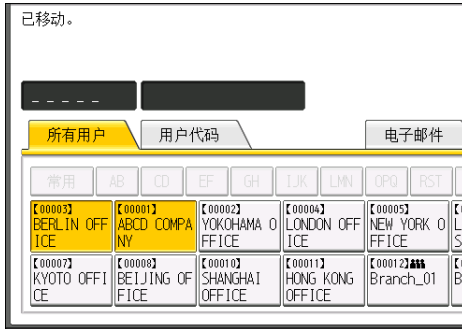 已移动。
_ _ _ _ _
所有用户 用户代码 电子邮件
常用 AB CD EF GH IJK LMN OPQ RST
【00003】 【00001】 【00002】 【00004】 【00005】
BERLIN OFF ABCD COMPA YOKOHAMA O LONDON OFF NEW YORK O
ICE NY FFICE ICE FFICE
【00007】 【00008】 【00010】 【00011】 【00012】
KYOTO OFFI BEIJING OF SHANGHAI HONG KONG Branch_01
CE FICE OFFICE OFFICE